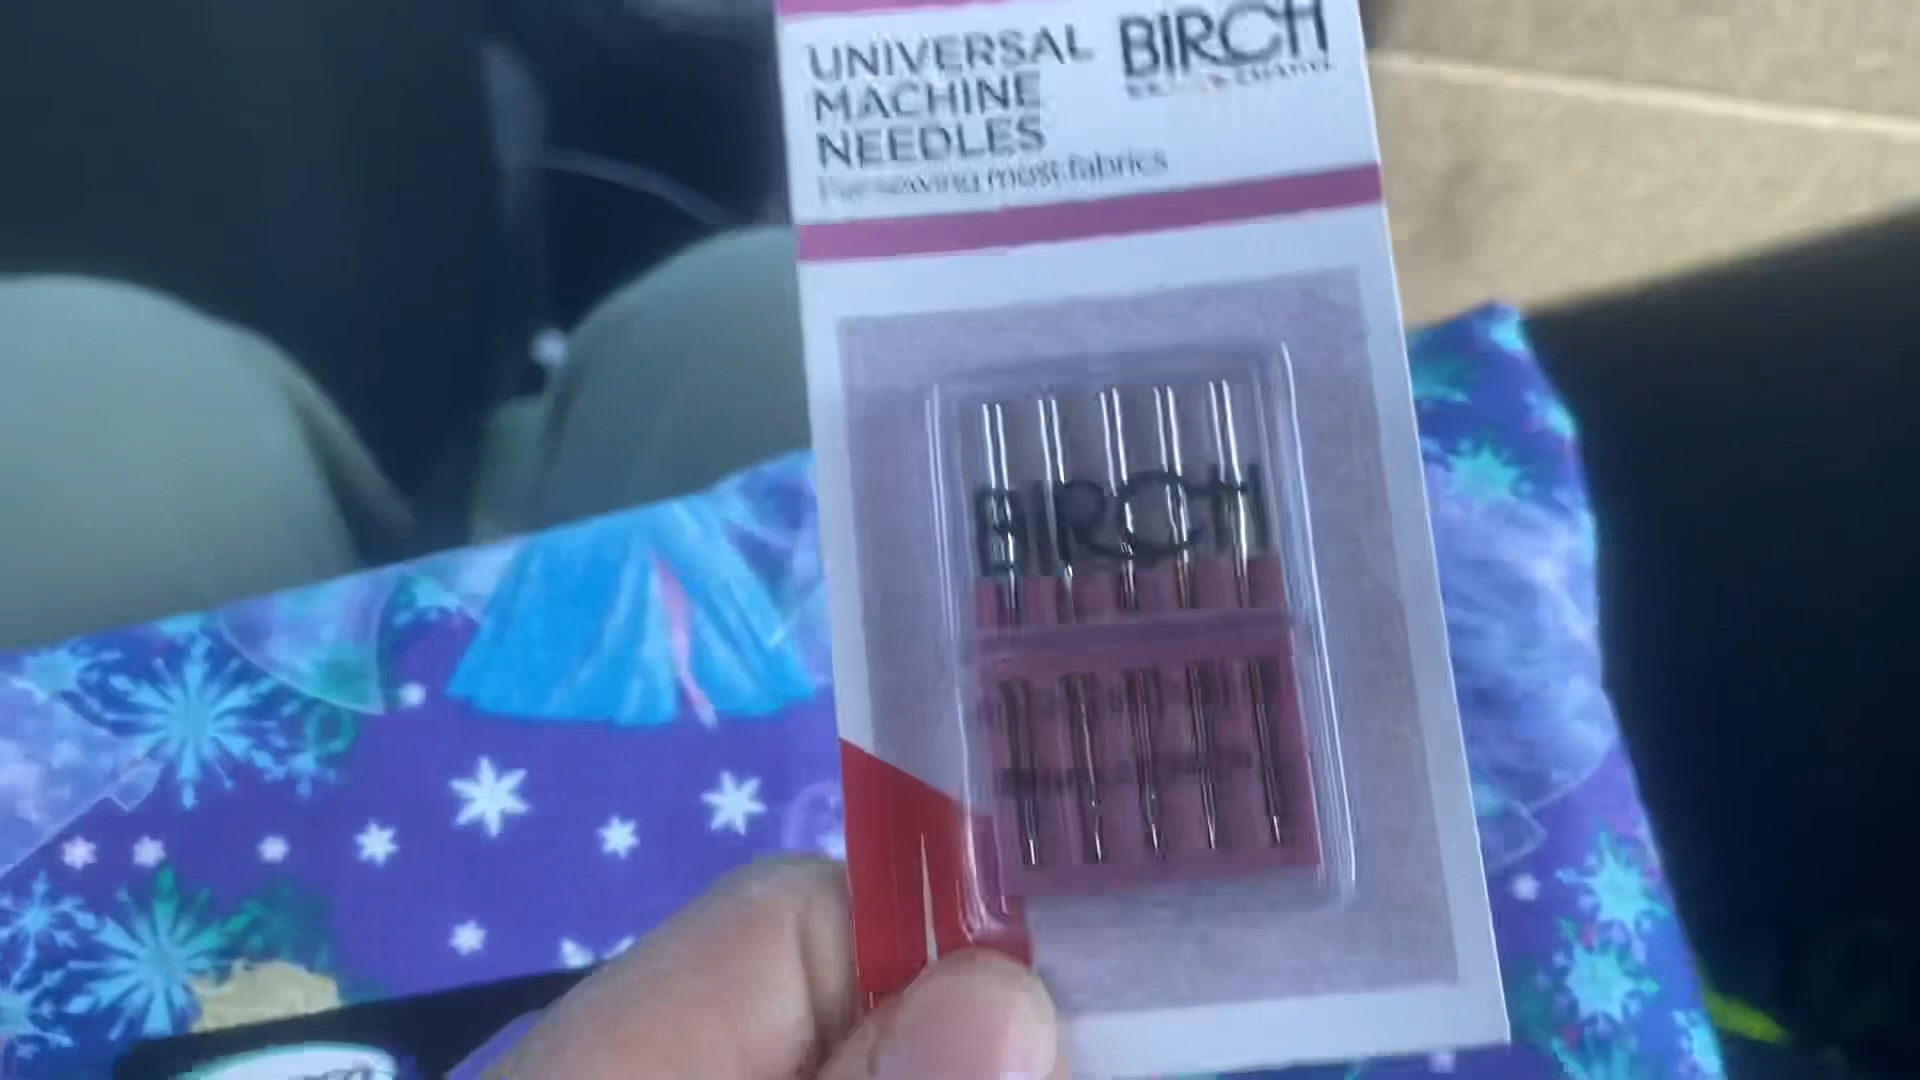 UNIVERSAL
MACHINE
NEEDLES
For sewing most fabrics
BIRCH
BIRCH